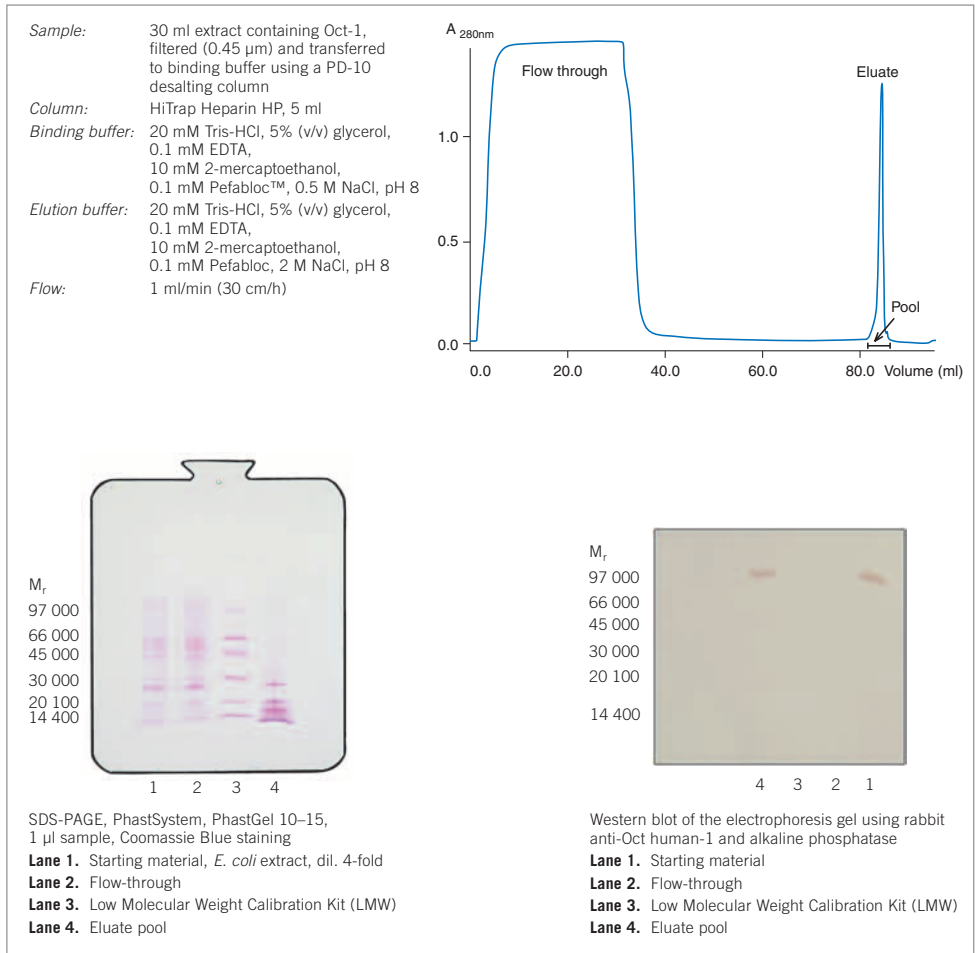 Sample: 30 ml extract containing Oct-1,
filtered (0.45 µm) and transferred
to binding buffer using a PD-10
desalting column
Column: HiTrap Heparin HP, 5 ml
Binding buffer: 20 mM Tris-HCl, 5% (v/v) glycerol,
0.1 mM EDTA,
10 mM 2-mercaptoethanol,
0.1 mM Pefabloc™, 0.5 M NaCl, pH 8
Elution buffer: 20 mM Tris-HCl, 5% (v/v) glycerol,
0.1 mM EDTA,
10 mM 2-mercaptoethanol,
0.1 mM Pefabloc, 2 M NaCl, pH 8
Flow: 1 ml/min (30 cm/h)
A 280nm
Flow through
Eluate
1.0
0.5
Pool
0.0
0.0 20.0 40.0 60.0 80.0 Volume (ml)
Mr
97 000
66 000
45 000
30 000
20 100
14 400
1 2 3 4
SDS-PAGE, PhastSystem, PhastGel 10–15,
1 µl sample, Coomassie Blue staining
Lane 1. Starting material, E. coli extract, dil. 4-fold
Lane 2. Flow-through
Lane 3. Low Molecular Weight Calibration Kit (LMW)
Lane 4. Eluate pool
Mr
97 000
66 000
45 000
30 000
20 100
14 400
4 3 2 1
Western blot of the electrophoresis gel using rabbit
anti-Oct human-1 and alkaline phosphatase
Lane 1. Starting material
Lane 2. Flow-through
Lane 3. Low Molecular Weight Calibration Kit (LMW)
Lane 4. Eluate pool